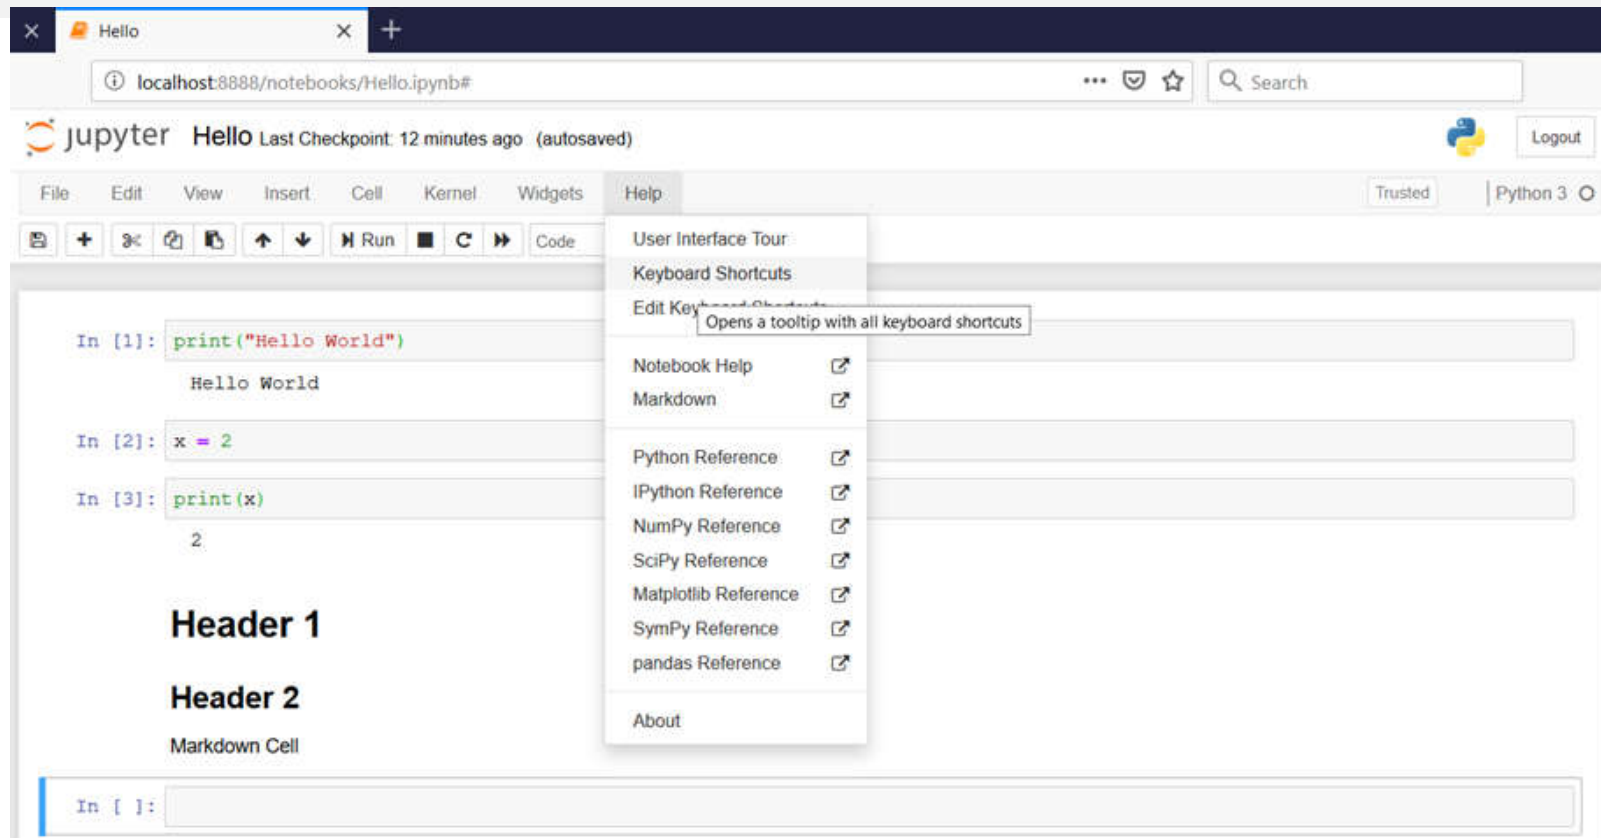 Hello
localhost:8888/notebooks/Hello.ipynb#
Search
jupyter Hello Last Checkpoint: 12 minutes ago (autosaved)
Logout
File Edit View Insert Cell Kernel Widgets Help
Trusted
Python 3
Run
Code
User Interface Tour
Keyboard Shortcuts
Edit Keyboard Shortcuts
Opens a tooltip with all keyboard shortcuts
Notebook Help
Markdown
Python Reference
IPython Reference
NumPy Reference
SciPy Reference
Matplotlib Reference
SymPy Reference
pandas Reference
About
In [1]: print("Hello World")
Hello World
In [2]: x = 2
In [3]: print(x)
2
Header 1
Header 2
Markdown Cell
In [ ]: